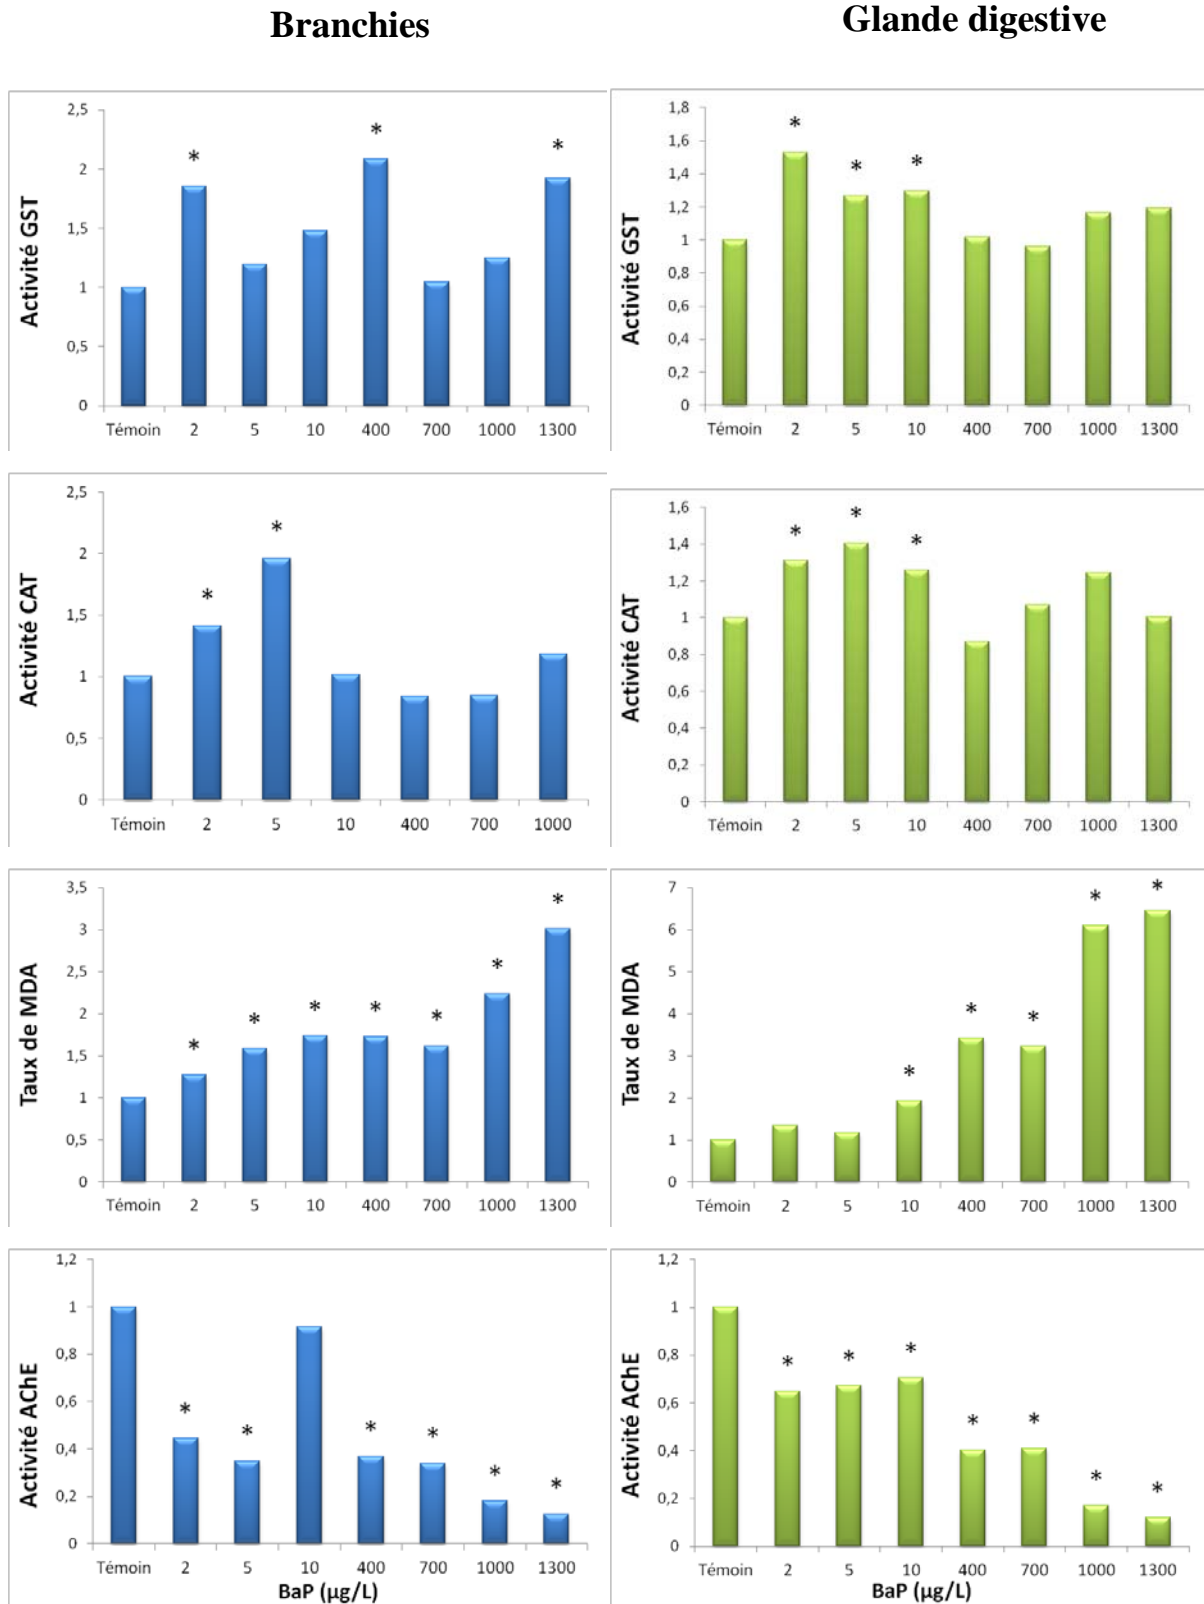 Branchies
Glande digestive
Activité GST
2,5
2
1,5
1
0,5
0
* * *
Témoin 2 5 10 400 700 1000 1300
Activité GST
1,8
1,6
1,4
1,2
1
0,8
0,6
0,4
0,2
0
* * *
Témoin 2 5 10 400 700 1000 1300
Activité CAT
2,5
2
1,5
1
0,5
0
* *
Témoin 2 5 10 400 700 1000
Activité CAT
1,6
1,4
1,2
1
0,8
0,6
0,4
0,2
0
* * *
Témoin 2 5 10 400 700 1000 1300
Taux de MDA
3,5
3
2,5
2
1,5
1
0,5
0
* * * * * * *
Témoin 2 5 10 400 700 1000 1300
Taux de MDA
7
6
5
4
3
2
1
0
* * * * *
Témoin 2 5 10 400 700 1000 1300
Activité AChE
1,2
1
0,8
0,6
0,4
0,2
0
* * * * * *
Témoin 2 5 10 400 700 1000 1300
BaP (µg/L)
Activité AChE
1,2
1
0,8
0,6
0,4
0,2
0
* * * * * * *
Témoin 2 5 10 400 700 1000 1300
BaP (µg/L)